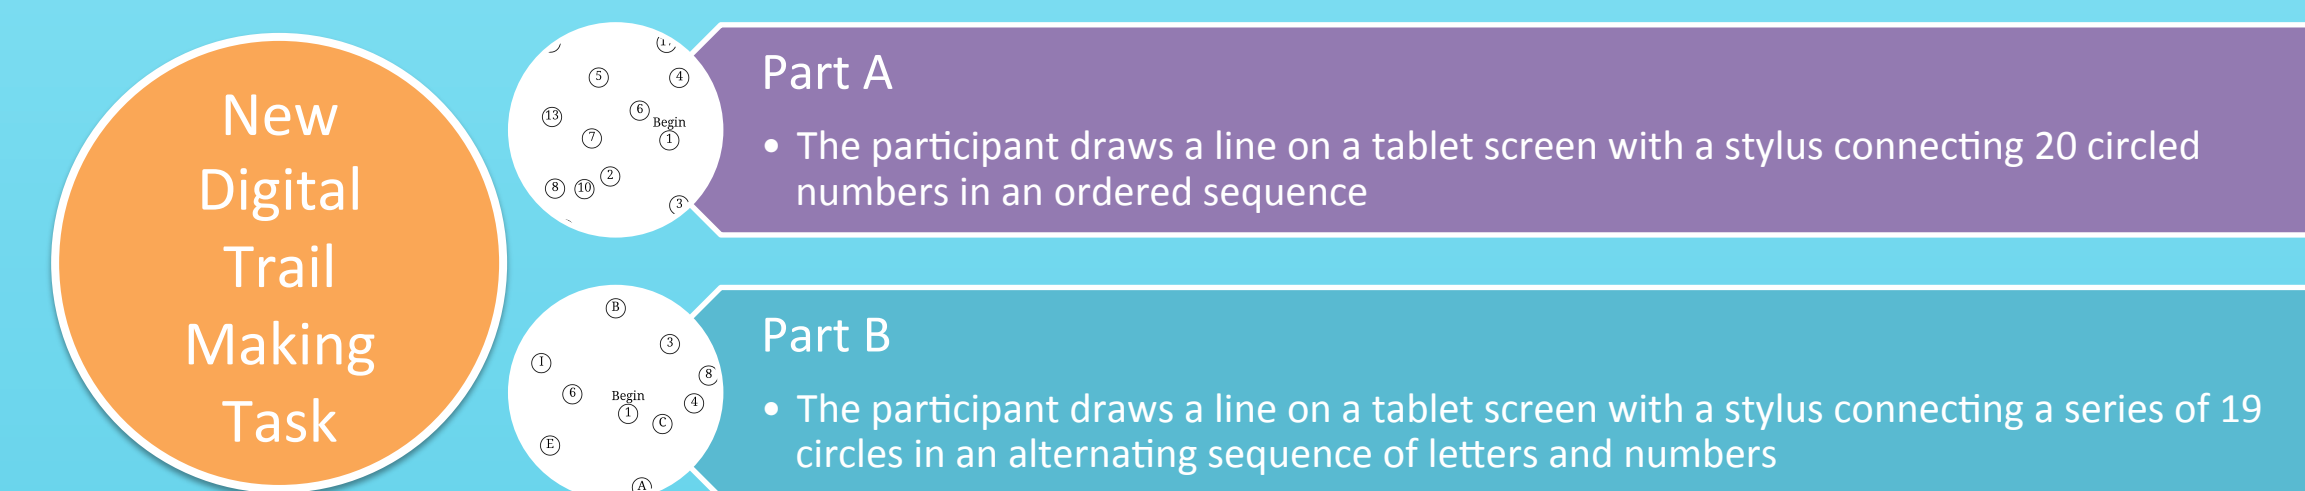 New
Digital
Trail
Making
Task
5
4
13
6
Begin
7
1
2
8
10
3
Part A
• The participant draws a line on a tablet screen with a stylus connecting 20 circled
numbers in an ordered sequence
B
3
I
8
6
Begin
4
1
C
E
A
Part B
• The participant draws a line on a tablet screen with a stylus connecting a series of 19
circles in an alternating sequence of letters and numbers